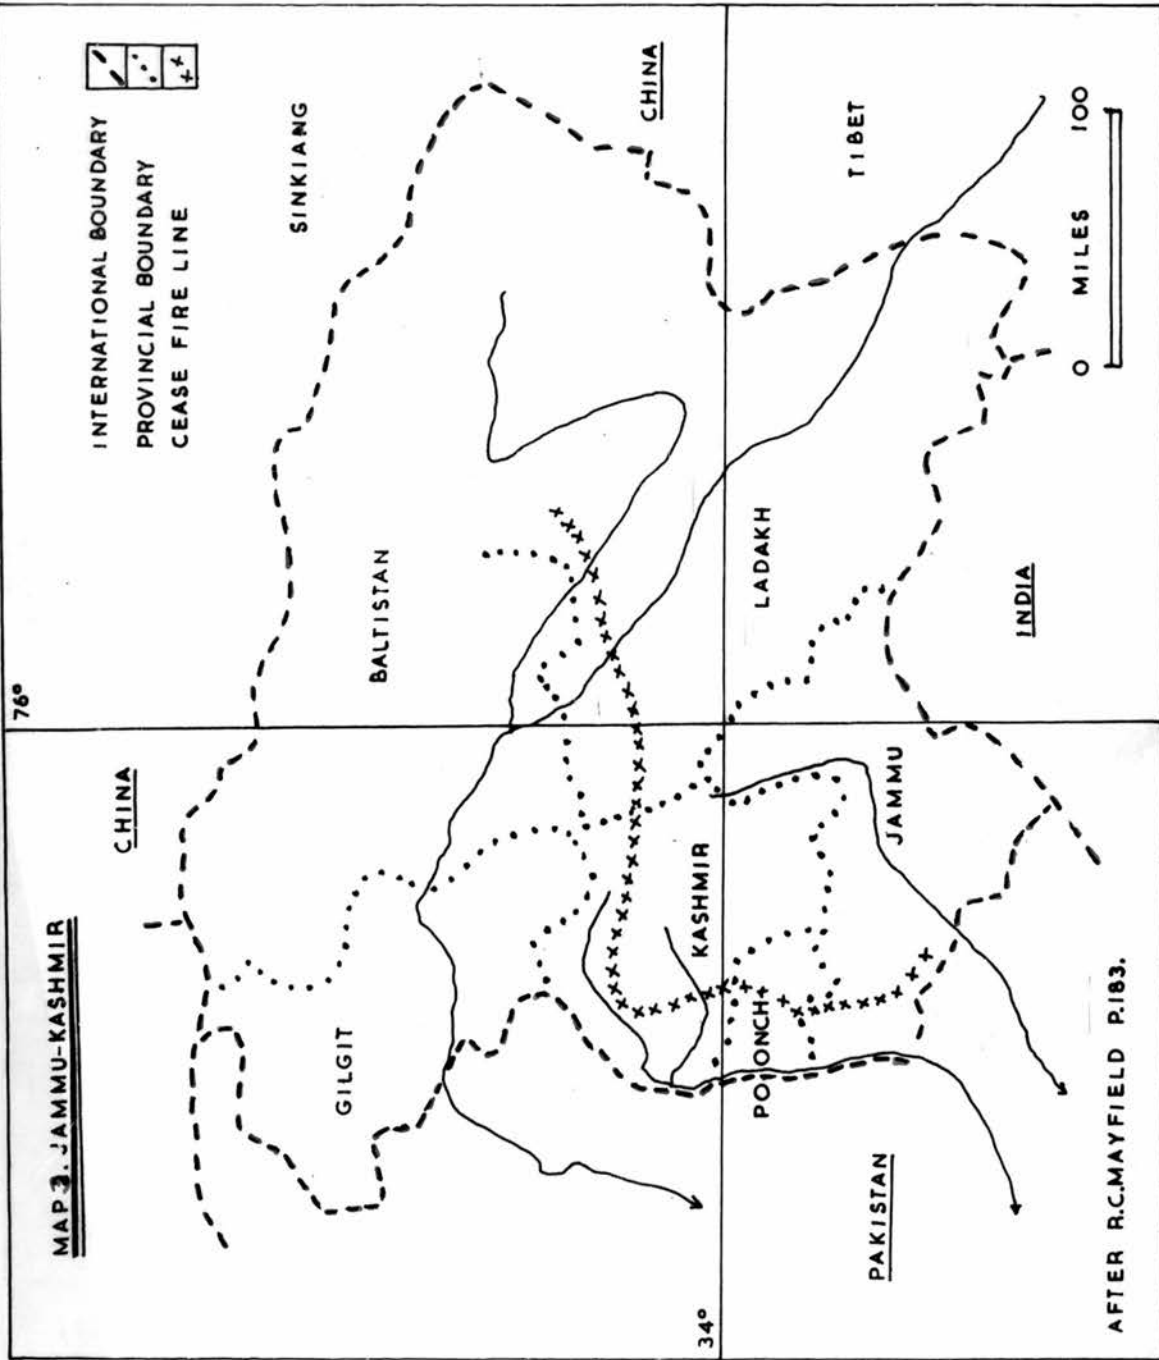 MAP 3. JAMMU-KASHMIR
76°
INTERNATIONAL BOUNDARY
PROVINCIAL BOUNDARY
CEASE FIRE LINE
CHINA
SINKIANG
GILGIT
BALTISTAN
CHINA
34°
KASHMIR
POONCH
LADAKH
TIBET
JAMMU
PAKISTAN
INDIA
0 MILES 100
AFTER R.C.MAYFIELD P.183.